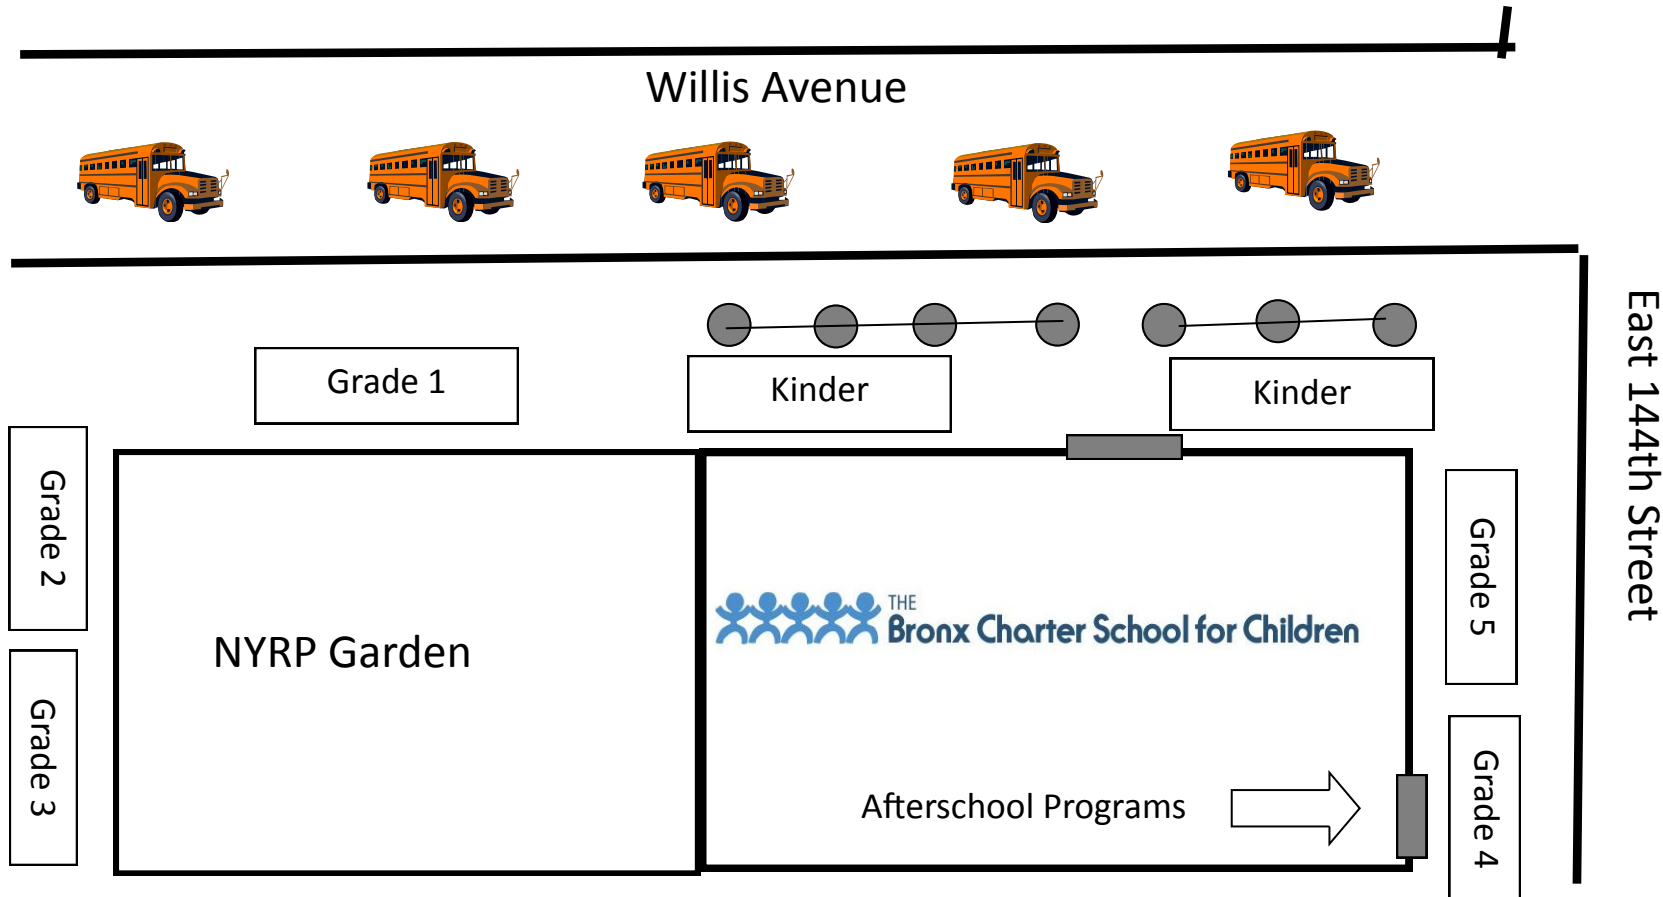 Willis Avenue
East 144th Street
Grade 1
Kinder
Kinder
Grade 2
Grade 3
NYRP Garden
THE
Bronx Charter School for Children
Grade 5
Afterschool Programs
Grade 4